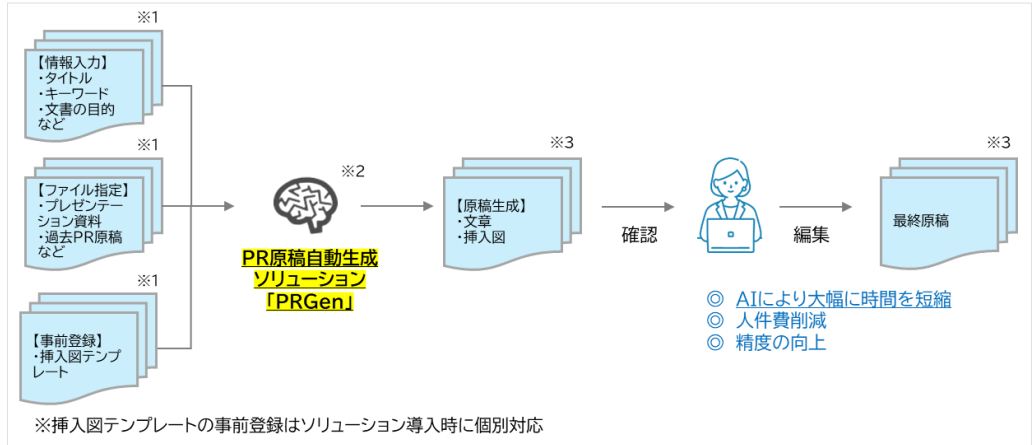 ※1
【情報入力】
・タイトル
・キーワード
・文書の目的
など
※1
【ファイル指定】
・プレゼンテー
ション資料
・過去PR原稿
など
※1
【事前登録】
・挿入図テンプ
レート
※2
PR原稿自動生成
ソリューション
「PRGen」
※3
【原稿生成】
・文章
・挿入図
確認
編集
※3
最終原稿
◎ AIにより大幅に時間を短縮
◎ 人件費削減
◎ 精度の向上
※挿入図テンプレートの事前登録はソリューション導入時に個別対応